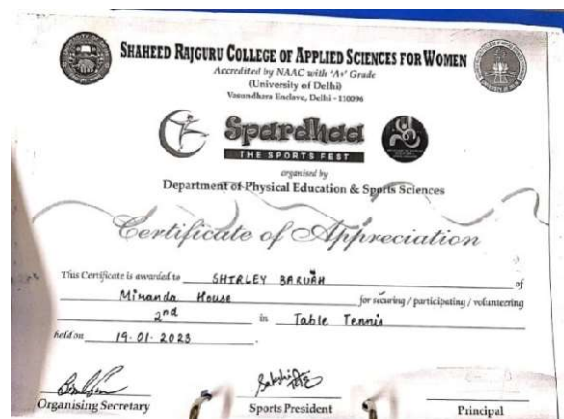 SHAHEED RAJGURU COLLEGE OF APPLIED SCIENCES FOR WOMEN
Accredited by NAAC with 'A+' Grade
(University of Delhi)
Vasundhara Enclave, Delhi - 110096
Spardhaa
THE SPORTS FEST
organised by
Department of Physical Education & Sports Sciences
Certificate of Appreciation
This Certificate is awarded to SHIRLEY BARUAH of
Miranda House for securing / participating / volunteering
2nd in Table Tennis
held on 19-01-2023.
Organising Secretary Sports President Principal